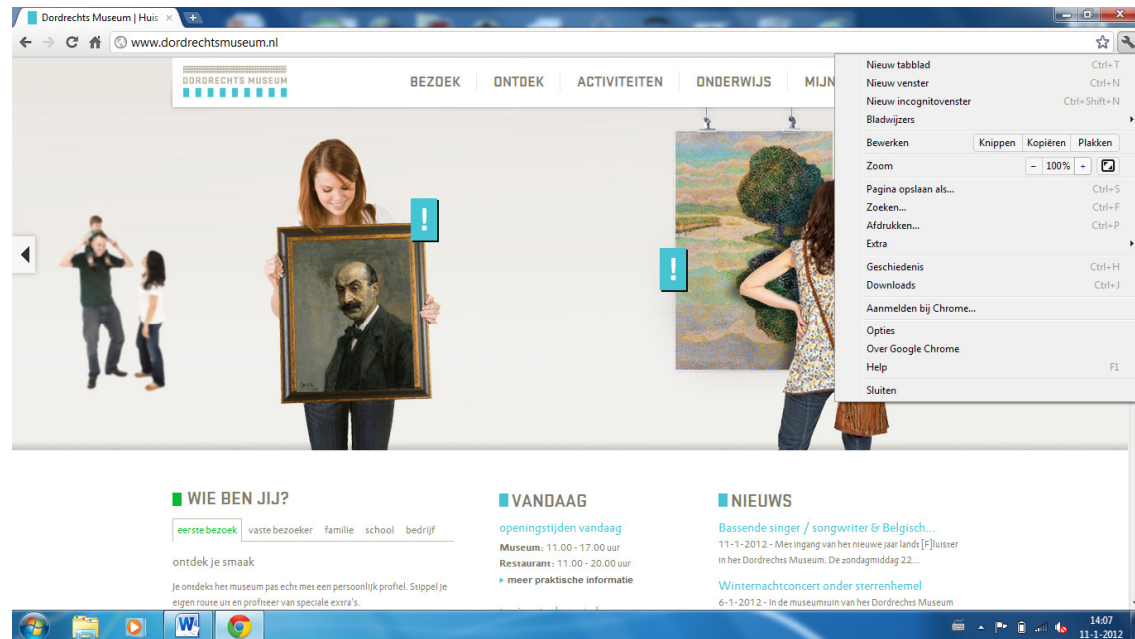 Dordrechts Museum | Huis
www.dordrechtsmuseum.nl
DORDRECHTS MUSEUM
BEZOEK ONTDEK ACTIVITEITEN ONDERWIJS MIJN
Nieuw tabblad Ctrl+T
Nieuw venster Ctrl+N
Nieuw incognitovenster Ctrl+Shift+N
Bladwijzers
Bewerken Knippen Kopiëren Plakken
Zoom - 100% +
Pagina opslaan als... Ctrl+S
Zoeken... Ctrl+F
Afdrukken... Ctrl+P
Extra
Geschiedenis Ctrl+H
Downloads Ctrl+J
Aanmelden bij Chrome...
Opties
Over Google Chrome
Help F1
Sluiten
!
!
WIE BEN JIJ?
eerste bezoek vaste bezoeker familie school bedrijf
ontdek je smaak
Je ontdekt het museum pas echt met een persoonlijk profiel. Stippel je
eigen route uit en profiteer van speciale extra's.
VANDAAG
openingstijden vandaag
Museum: 11.00 - 17.00 uur
Restaurant: 11.00 - 20.00 uur
meer praktische informatie
NIEUWS
Bassende singer / songwriter & Belgisch...
11-1-2012 - Met ingang van het nieuwe jaar landt [F]luister
in het Dordrechts Museum. De zondagmiddag 22...
Winternachtconcert onder sterrenhemel
6-1-2012 - In de museumtuin van het Dordrechts Museum
14:07
11-1-2012